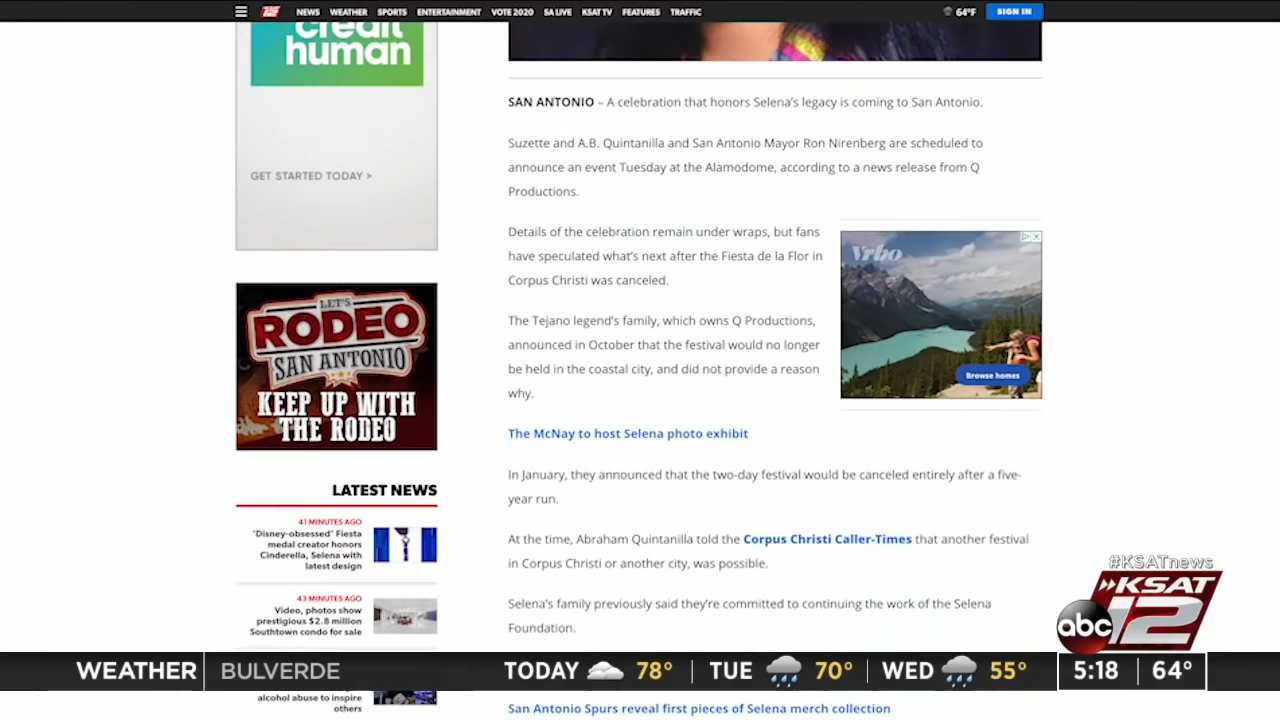 KSAT 12
NEWS WEATHER SPORTS ENTERTAINMENT VOTE 2020 SA LIVE KSAT TV FEATURES TRAFFIC
64°F
SIGN IN
credit
human
GET STARTED TODAY >
LET'S
RODEO
SAN ANTONIO
KEEP UP WITH
THE RODEO
LATEST NEWS
41 MINUTES AGO
"Disney-obsessed" Fiesta
medal creator honors
Cinderella, Selena with
latest design
43 MINUTES AGO
Video, photos show
prestigious $2.8 million
Southtown condo for sale
alcohol abuse to inspire
others
SAN ANTONIO – A celebration that honors Selena's legacy is coming to San Antonio.
Suzette and A.B. Quintanilla and San Antonio Mayor Ron Nirenberg are scheduled to
announce an event Tuesday at the Alamodome, according to a news release from Q
Productions.
Details of the celebration remain under wraps, but fans
have speculated what's next after the Fiesta de la Flor in
Corpus Christi was canceled.
The Tejano legend's family, which owns Q Productions,
announced in October that the festival would no longer
be held in the coastal city, and did not provide a reason
why.
Vrbo
Browse homes
The McNay to host Selena photo exhibit
In January, they announced that the two-day festival would be canceled entirely after a five-
year run.
At the time, Abraham Quintanilla told the Corpus Christi Caller-Times that another festival
in Corpus Christi or another city, was possible.
Selena's family previously said they're committed to continuing the work of the Selena
Foundation.
San Antonio Spurs reveal first pieces of Selena merch collection
#KSATnews
KSAT
abc 12
WEATHER BULVERDE TODAY 78° TUE 70° WED 55° 5:18 64°